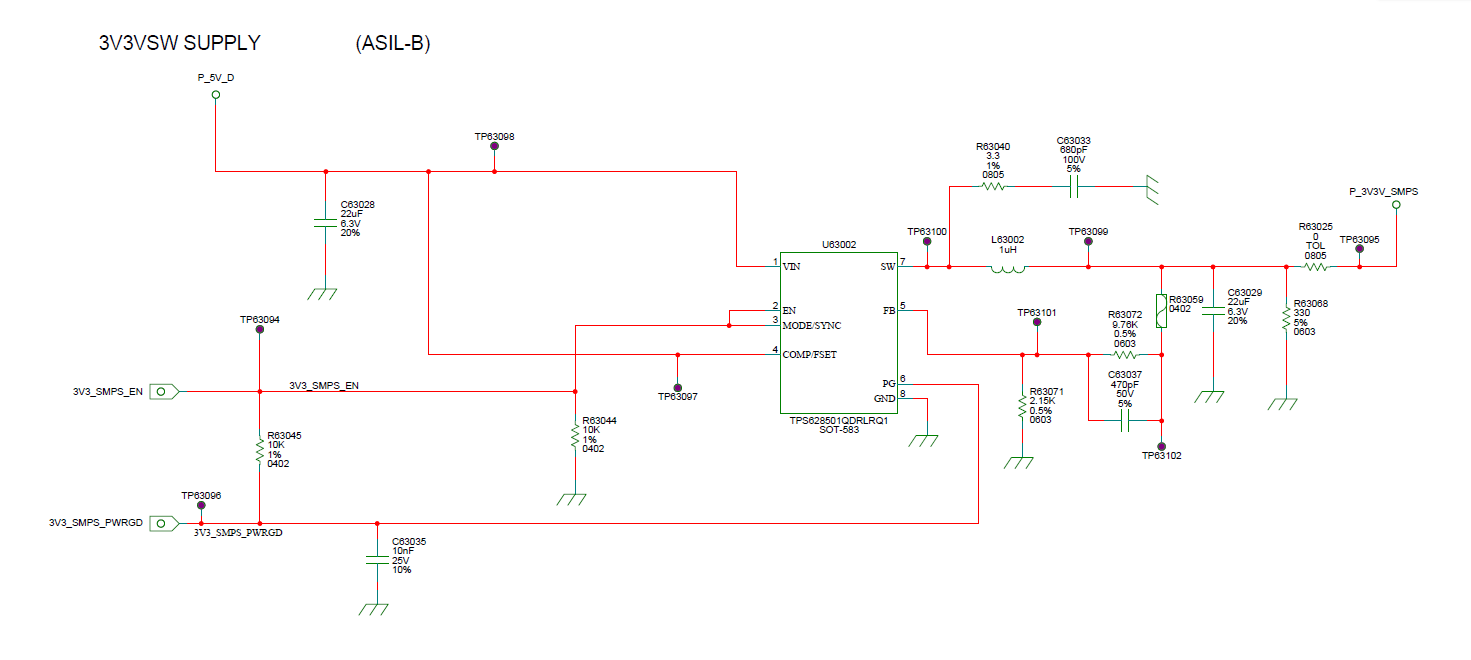 3V3VSW SUPPLY (ASIL-B)
P_5V_D
TP63098
C63028
22uF
6.3V
20%
R63040
3.3
1%
0805
C63033
680pF
100V
5%
P_3V3V_SMPS
R63025
0
TOL
0805
TP63095
TP63100
L63002
1uH
TP63099
U63002
1 VIN
2 EN
3 MODE/SYNC
4 COMP/FSET
SW 7
FB 5
PG 6
GND 8
TPS628501QDRLRQ1
SOT-583
TP63094
3V3_SMPS_EN
3V3_SMPS_EN
TP63097
TP63101
R63072
9.76K
0.5%
0603
R63059
0402
C63029
22uF
6.3V
20%
R63068
330
5%
0603
C63037
470pF
50V
5%
R63071
2.15K
0.5%
0603
TP63102
R63045
10K
1%
0402
R63044
10K
1%
0402
TP63096
3V3_SMPS_PWRGD
3V3_SMPS_PWRGD
C63035
10nF
25V
10%